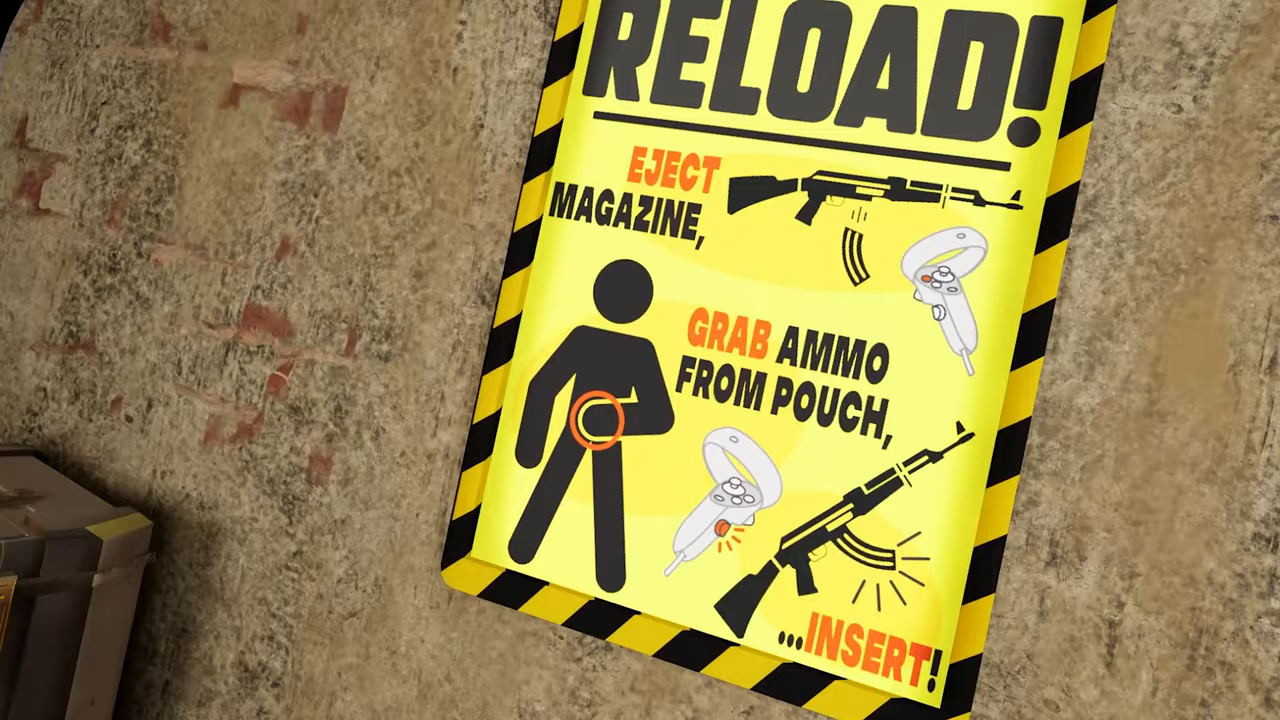 RELOAD!
EJECT
MAGAZINE,
GRAB AMMO
FROM POUCH,
...INSERT!